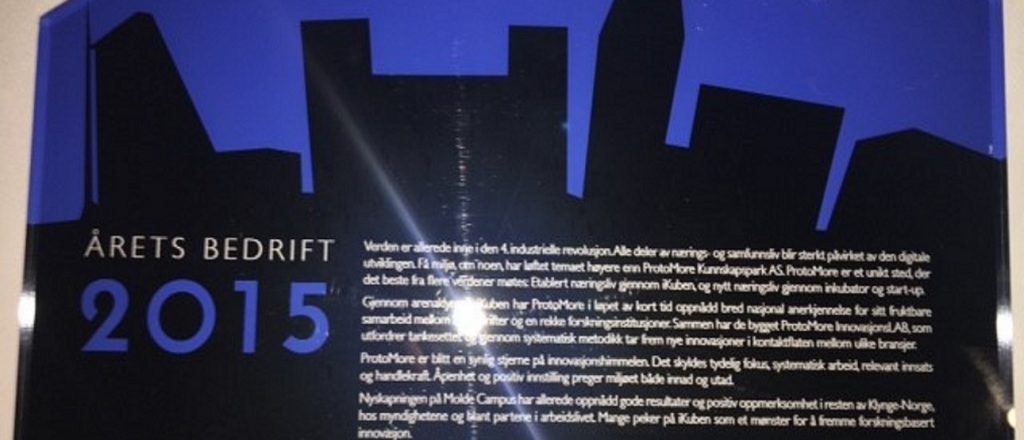 ÅRETS BEDRIFT
2015
Verden er allerede inne i den 4. industrielle revolusjon. Alle deler av nærings- og samfunnsliv blir sterkt påvirket av den digitale
utviklingen. Få miljø, om noen, har løftet temaet høyere enn ProtoMore Kunnskapspark AS. ProtoMore er et unikt sted, der
det beste fra flere verdener møtes: Etablert næringsliv gjennom iKuben, og nytt næringsliv gjennom inkubator og start-up.
Gjennom arenaklyngen iKuben har ProtoMore i løpet av kort tid oppnådd bred nasjonal anerkjennelse for sitt fruktbare
samarbeid mellom og en rekke forskningsinstitusjoner. Sammen har de bygget ProtoMore InnovasjonsLAB, som
utfordrer tankesettet og gjennom systematisk metodikk tar frem nye innovasjoner i kontaktflaten mellom ulike bransjer.
ProtoMore er blitt en synlig stjerne på innovasjonshimmelen. Det skyldes tydelig fokus, systematisk arbeid, relevant innsats
og handlekraft. Åpenhet og positiv innstilling preger miljøet både innad og utad.
Nyskapningen på Molde Campus har allerede oppnådd gode resultater og positiv oppmerksomhet i resten av Klynge-Norge,
hos myndighetene og blant partene i arbeidslivet. Mange peker på iKuben som et mønster for å fremme forskningsbasert
innovasjon.